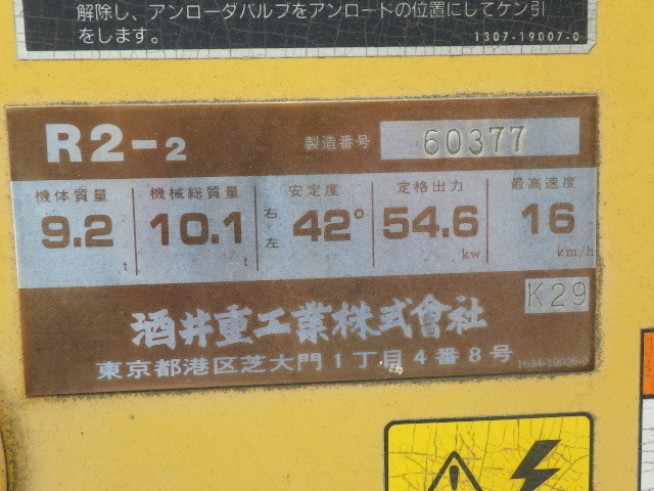 解除し、アンローダバルブをアンロードの位置にしてケン引
をします。
1307-19007-0
R2-2 製造番号 60377
機体質量 機械総質量 安定度 定格出力 最高速度
9.2 t 10.1 t 右左 42° 54.6 kw 16 km/h
K29
酒井重工業株式會社
東京都港区芝大門1丁目4番8号